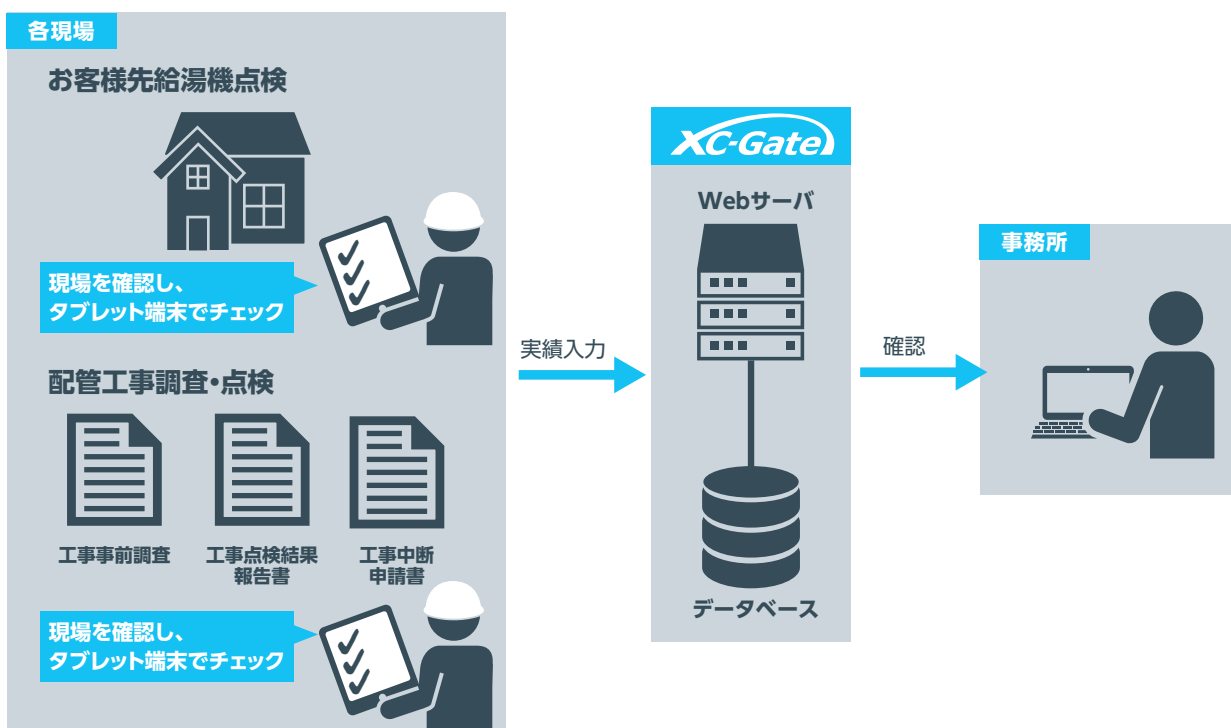 各現場
お客様先給湯機点検
現場を確認し、
タブレット端末でチェック
配管工事調査・点検
工事事前調査
工事点検結果
報告書
工事中断
申請書
現場を確認し、
タブレット端末でチェック
実績入力
XC-Gate
Webサーバ
データベース
確認
事務所